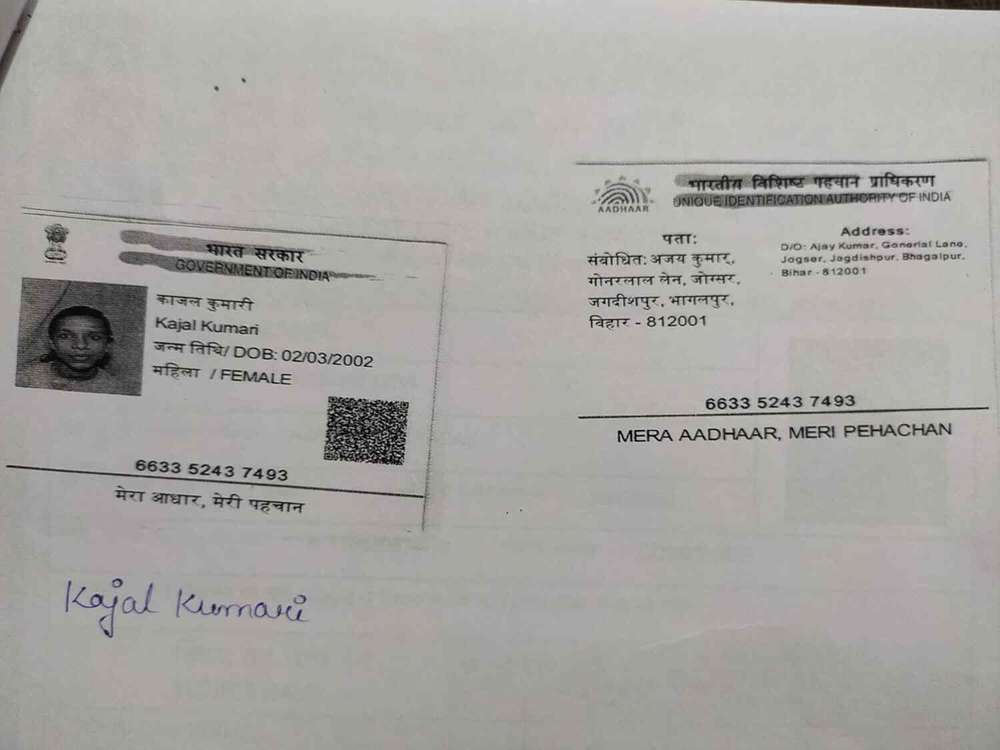 भारत सरकार
GOVERNMENT OF INDIA
काजल कुमारी
Kajal Kumari
जन्म तिथि/ DOB: 02/03/2002
महिला / FEMALE
6633 5243 7493
मेरा आधार, मेरी पहचान
Kajal Kumari
भारतीय विशिष्ट पहचान प्राधिकरण
AADHAAR
UNIQUE IDENTIFICATION AUTHORITY OF INDIA
पता:
संबोधित: अजय कुमार,
गोनरलाल लेन, जोग्सर,
जगदीशपुर, भागलपुर,
बिहार - 812001
Address:
D/O: Ajay Kumar, Gonarlal Lane,
Jogser, Jagdishpur, Bhagalpur,
Bihar - 812001
6633 5243 7493
MERA AADHAAR, MERI PEHACHAN